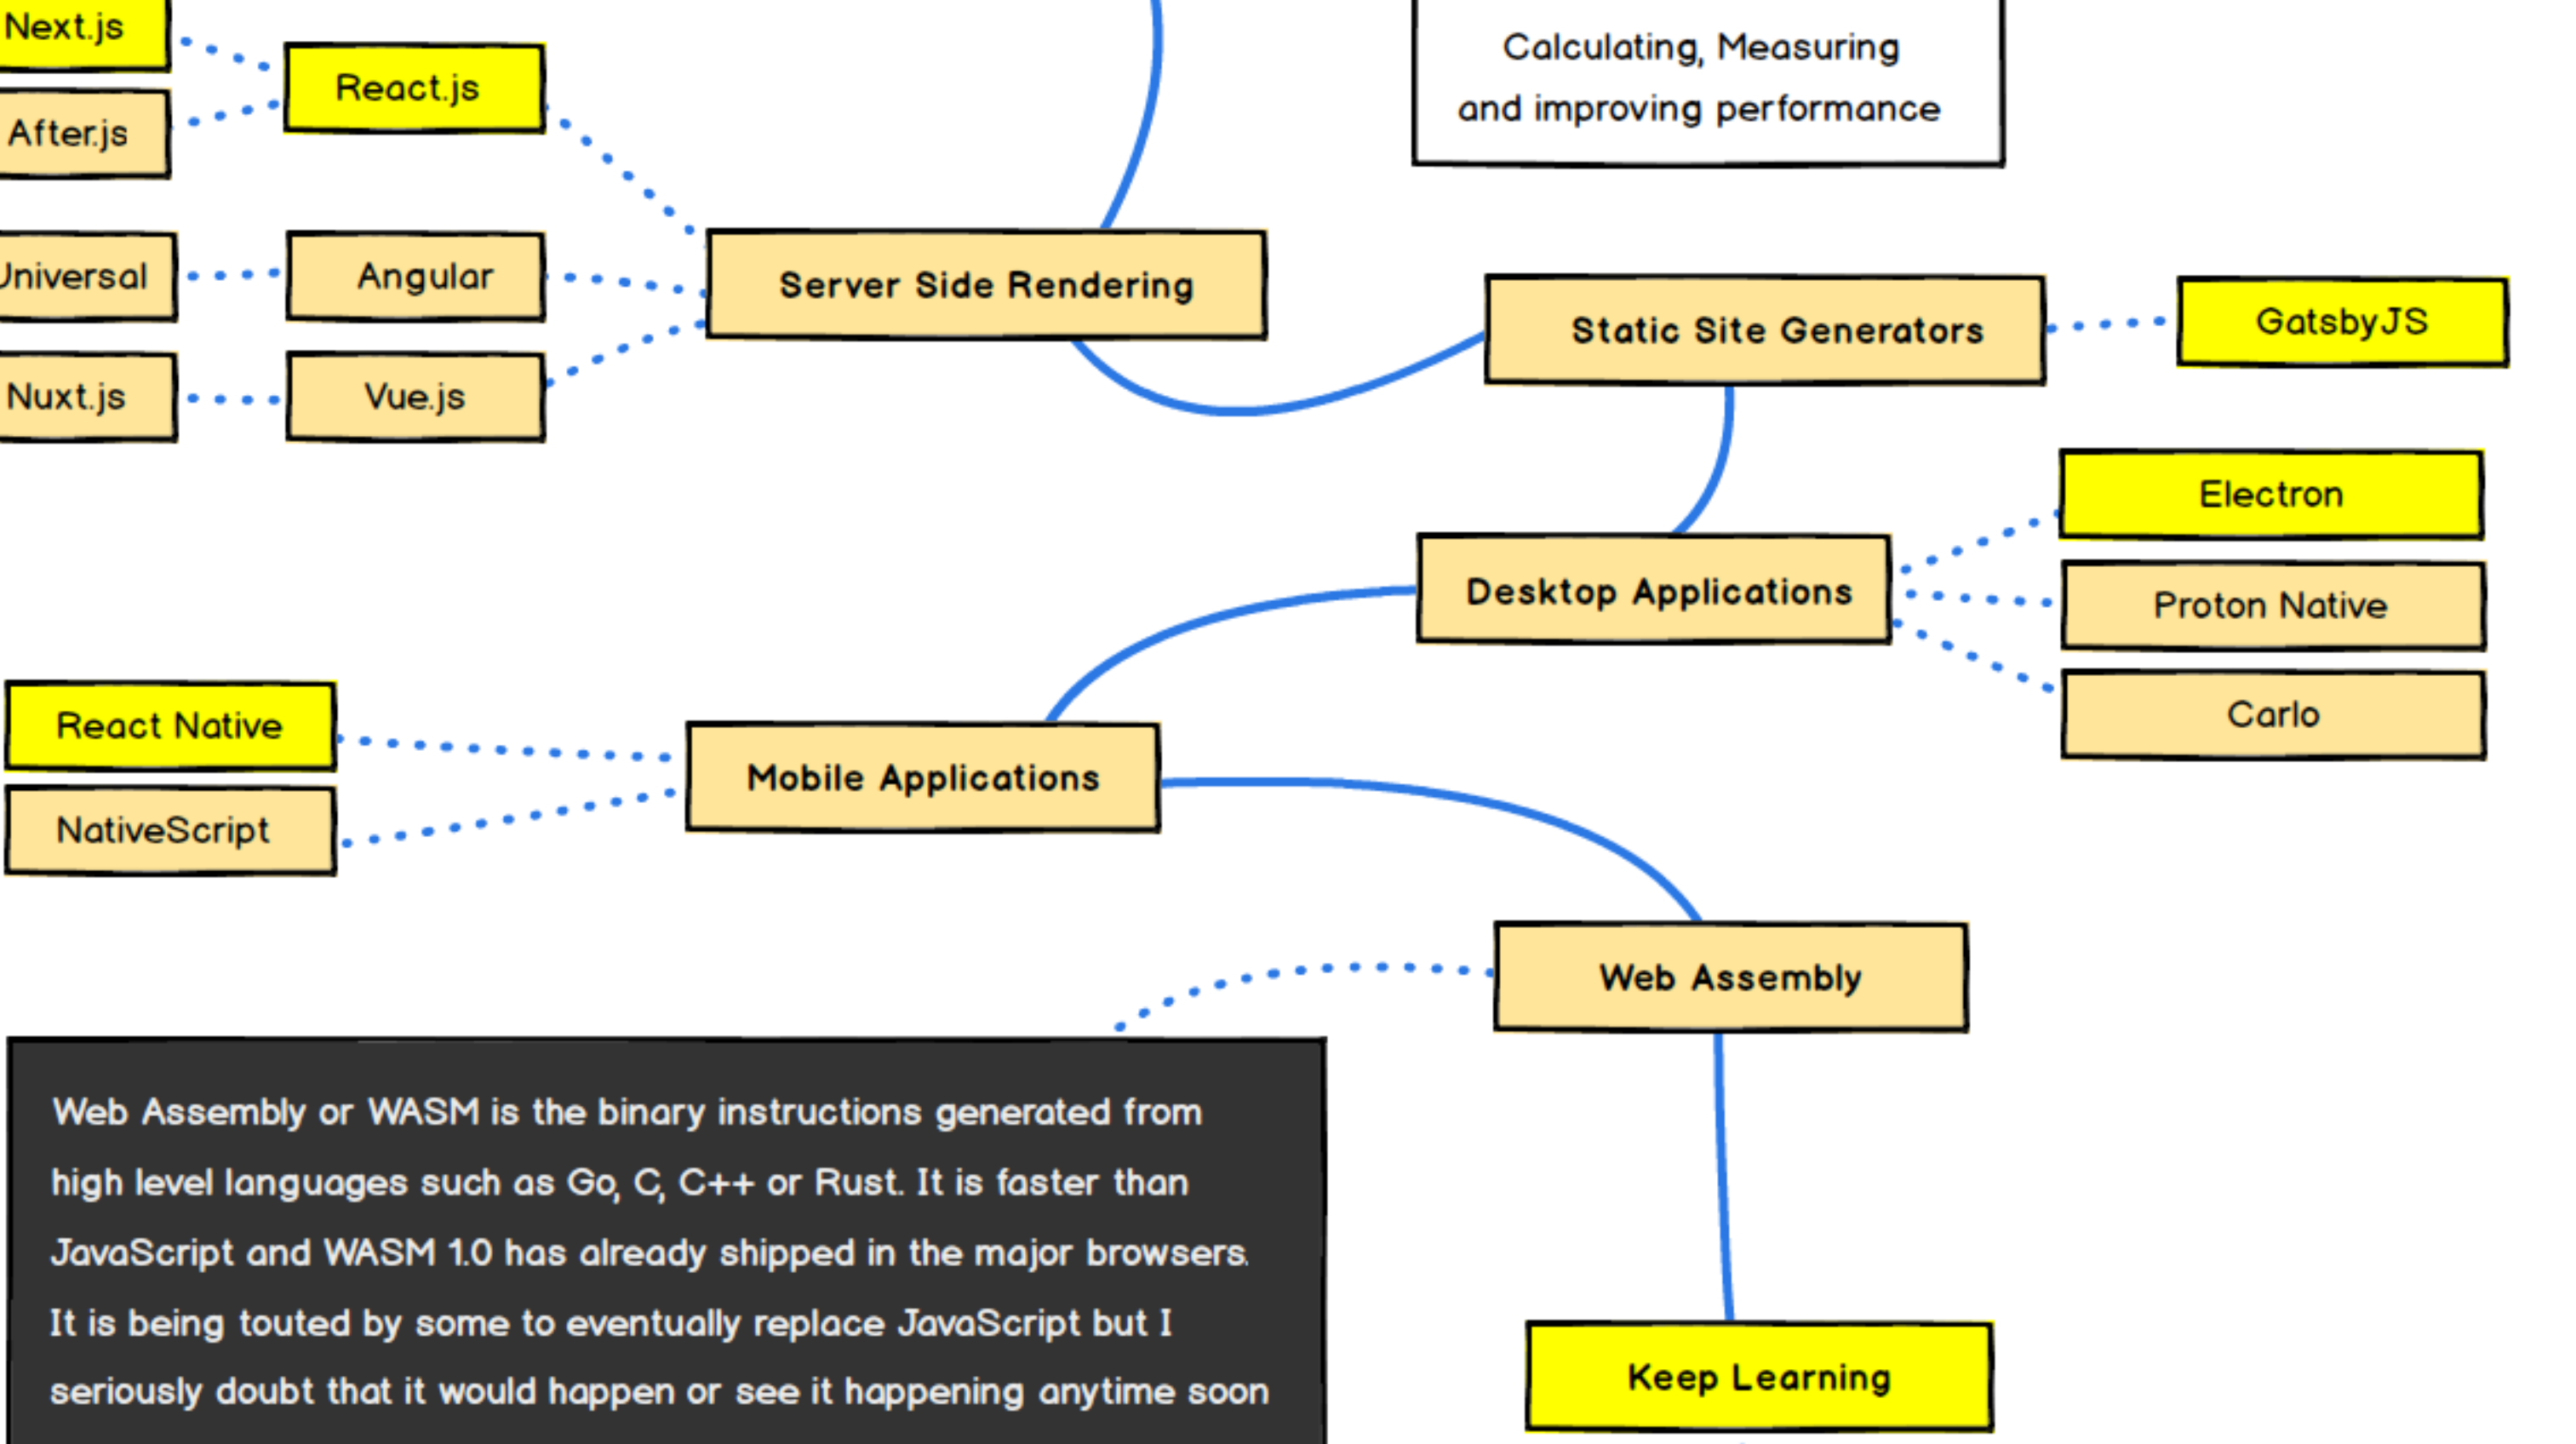 Next.js
React.js
Calculating, Measuring
and improving performance
After.js
Universal
Angular
Server Side Rendering
Static Site Generators
GatsbyJS
Nuxt.js
Vue.js
Electron
Desktop Applications
Proton Native
Carlo
React Native
Mobile Applications
NativeScript
Web Assembly
Web Assembly or WASM is the binary instructions generated from
high level languages such as Go, C, C++ or Rust. It is faster than
JavaScript and WASM 1.0 has already shipped in the major browsers.
It is being touted by some to eventually replace JavaScript but I
seriously doubt that it would happen or see it happening anytime soon
Keep Learning